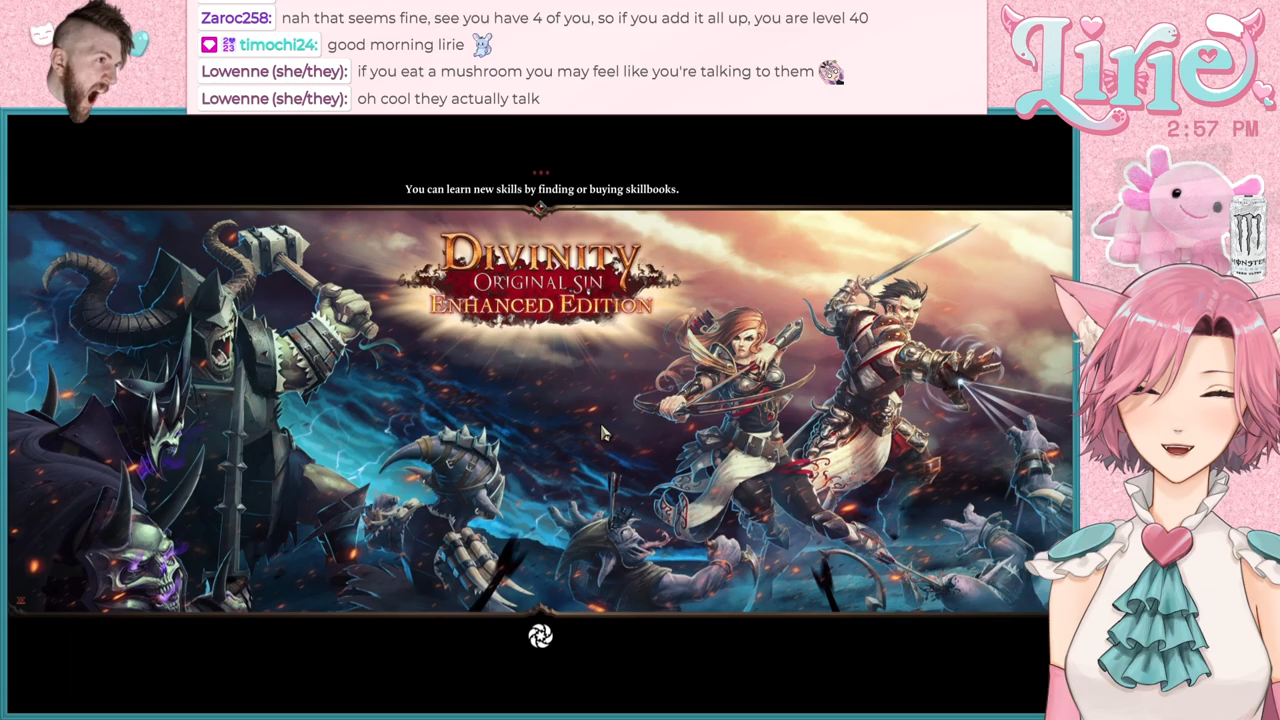 Zaroc258: nah that seems fine, see you have 4 of you, so if you add it all up, you are level 40
2 23 timochi24: good morning lirie
Lowenne (she/they): if you eat a mushroom you may feel like you're talking to them
Lowenne (she/they): oh cool they actually talk
Lirie
2:57 PM
You can learn new skills by finding or buying skillbooks.
DIVINITY
ORIGINAL SIN
ENHANCED EDITION
MONSTER